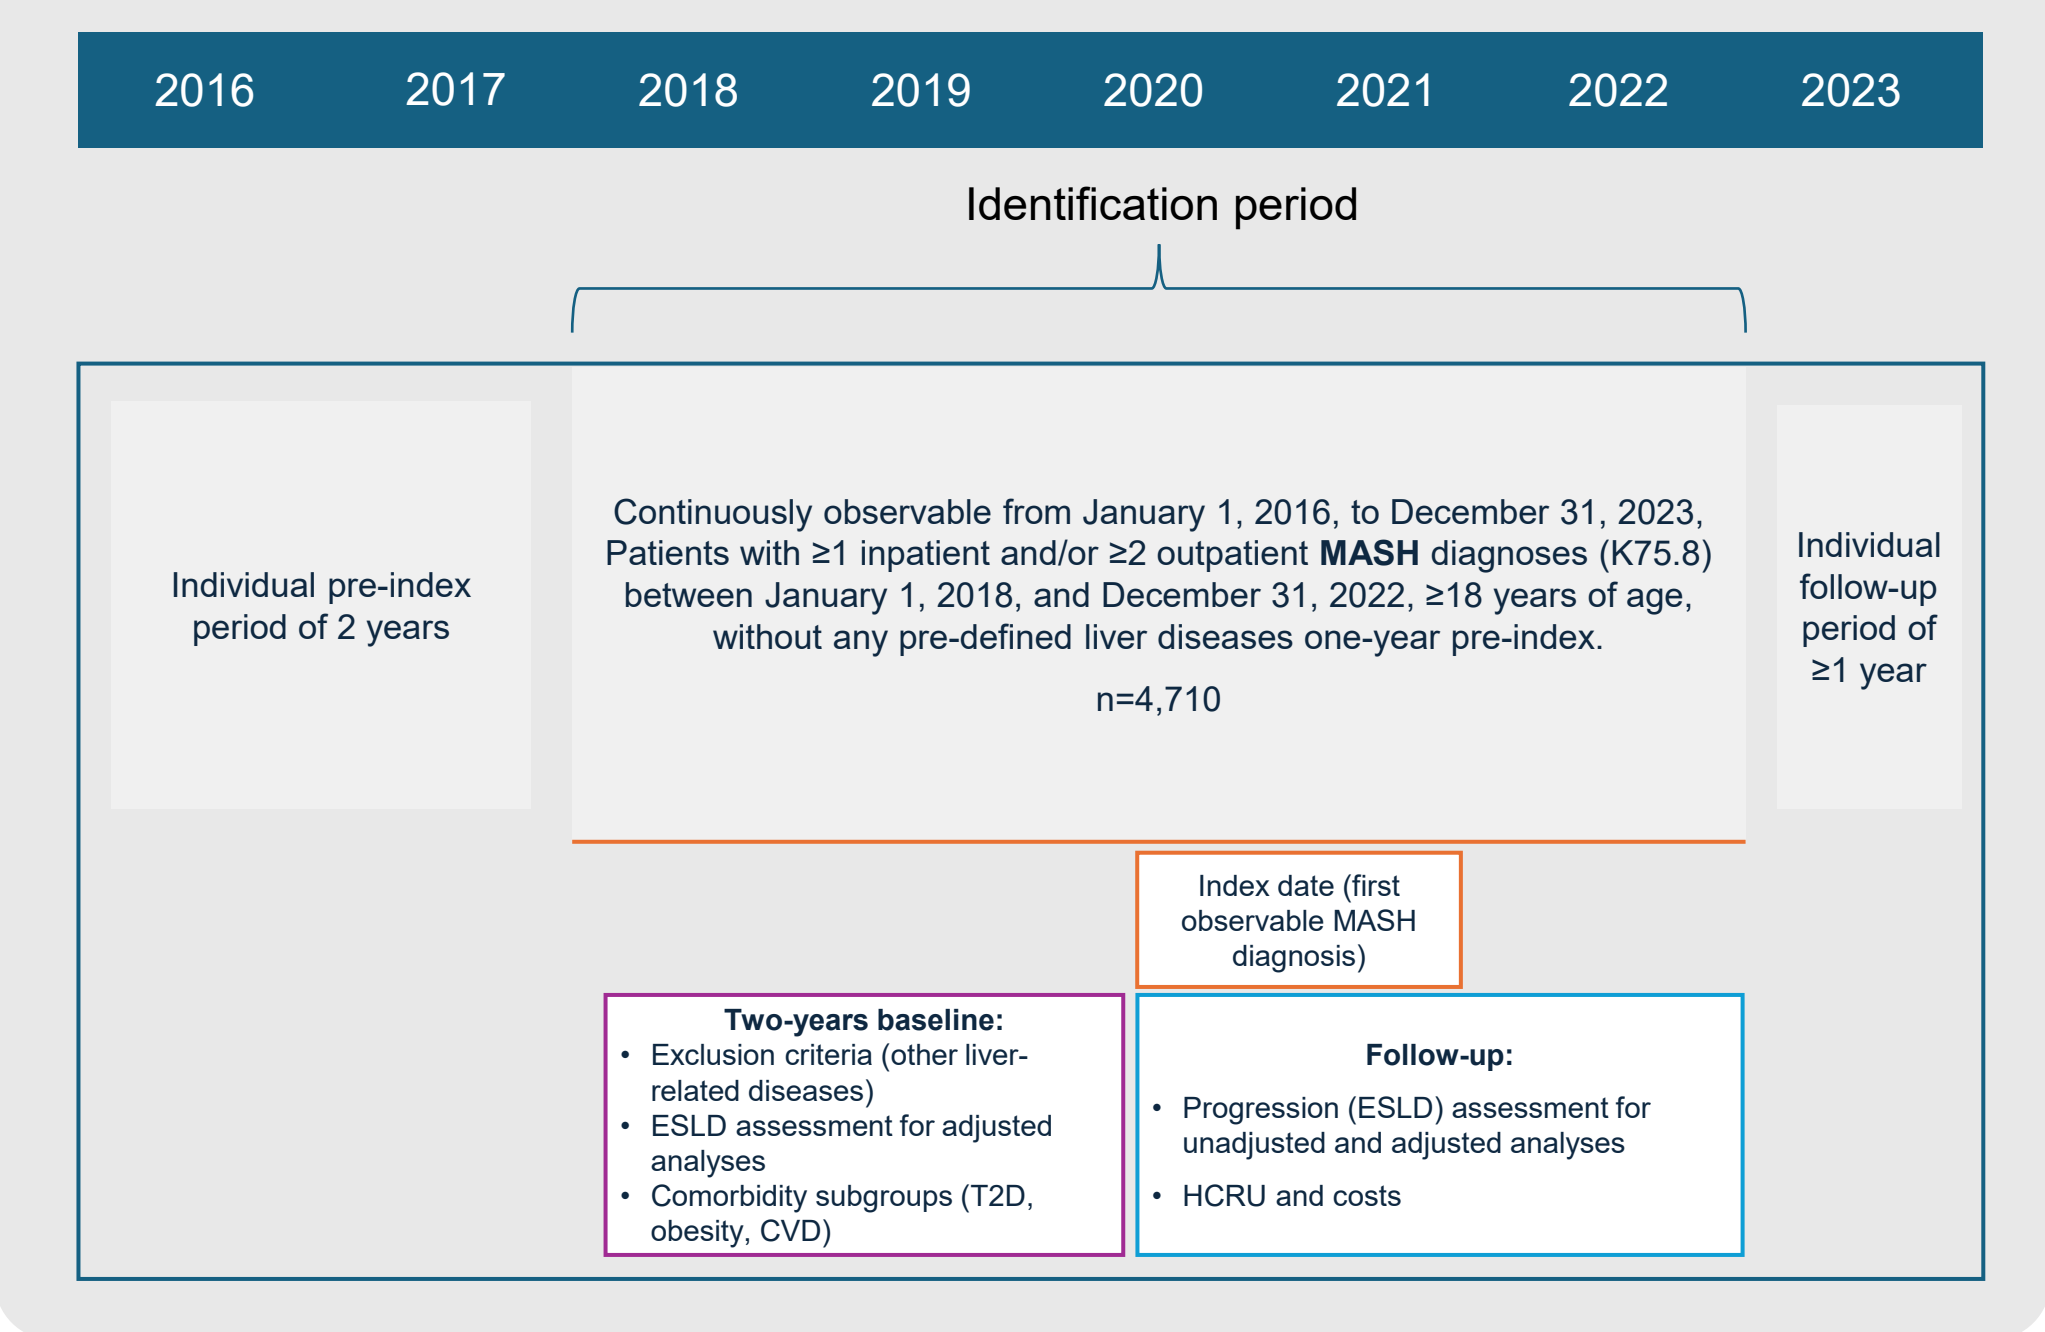 2016 2017 2018 2019 2020 2021 2022 2023
Identification period
Individual pre-index
period of 2 years
Continuously observable from January 1, 2016, to December 31, 2023,
Patients with ≥1 inpatient and/or ≥2 outpatient MASH diagnoses (K75.8)
between January 1, 2018, and December 31, 2022, ≥18 years of age,
without any pre-defined liver diseases one-year pre-index.
n=4,710
Individual
follow-up
period of
≥1 year
Index date (first
observable MASH
diagnosis)
Two-years baseline:
• Exclusion criteria (other liver-
related diseases)
• ESLD assessment for adjusted
analyses
• Comorbidity subgroups (T2D,
obesity, CVD)
Follow-up:
• Progression (ESLD) assessment for
unadjusted and adjusted analyses
• HCRU and costs